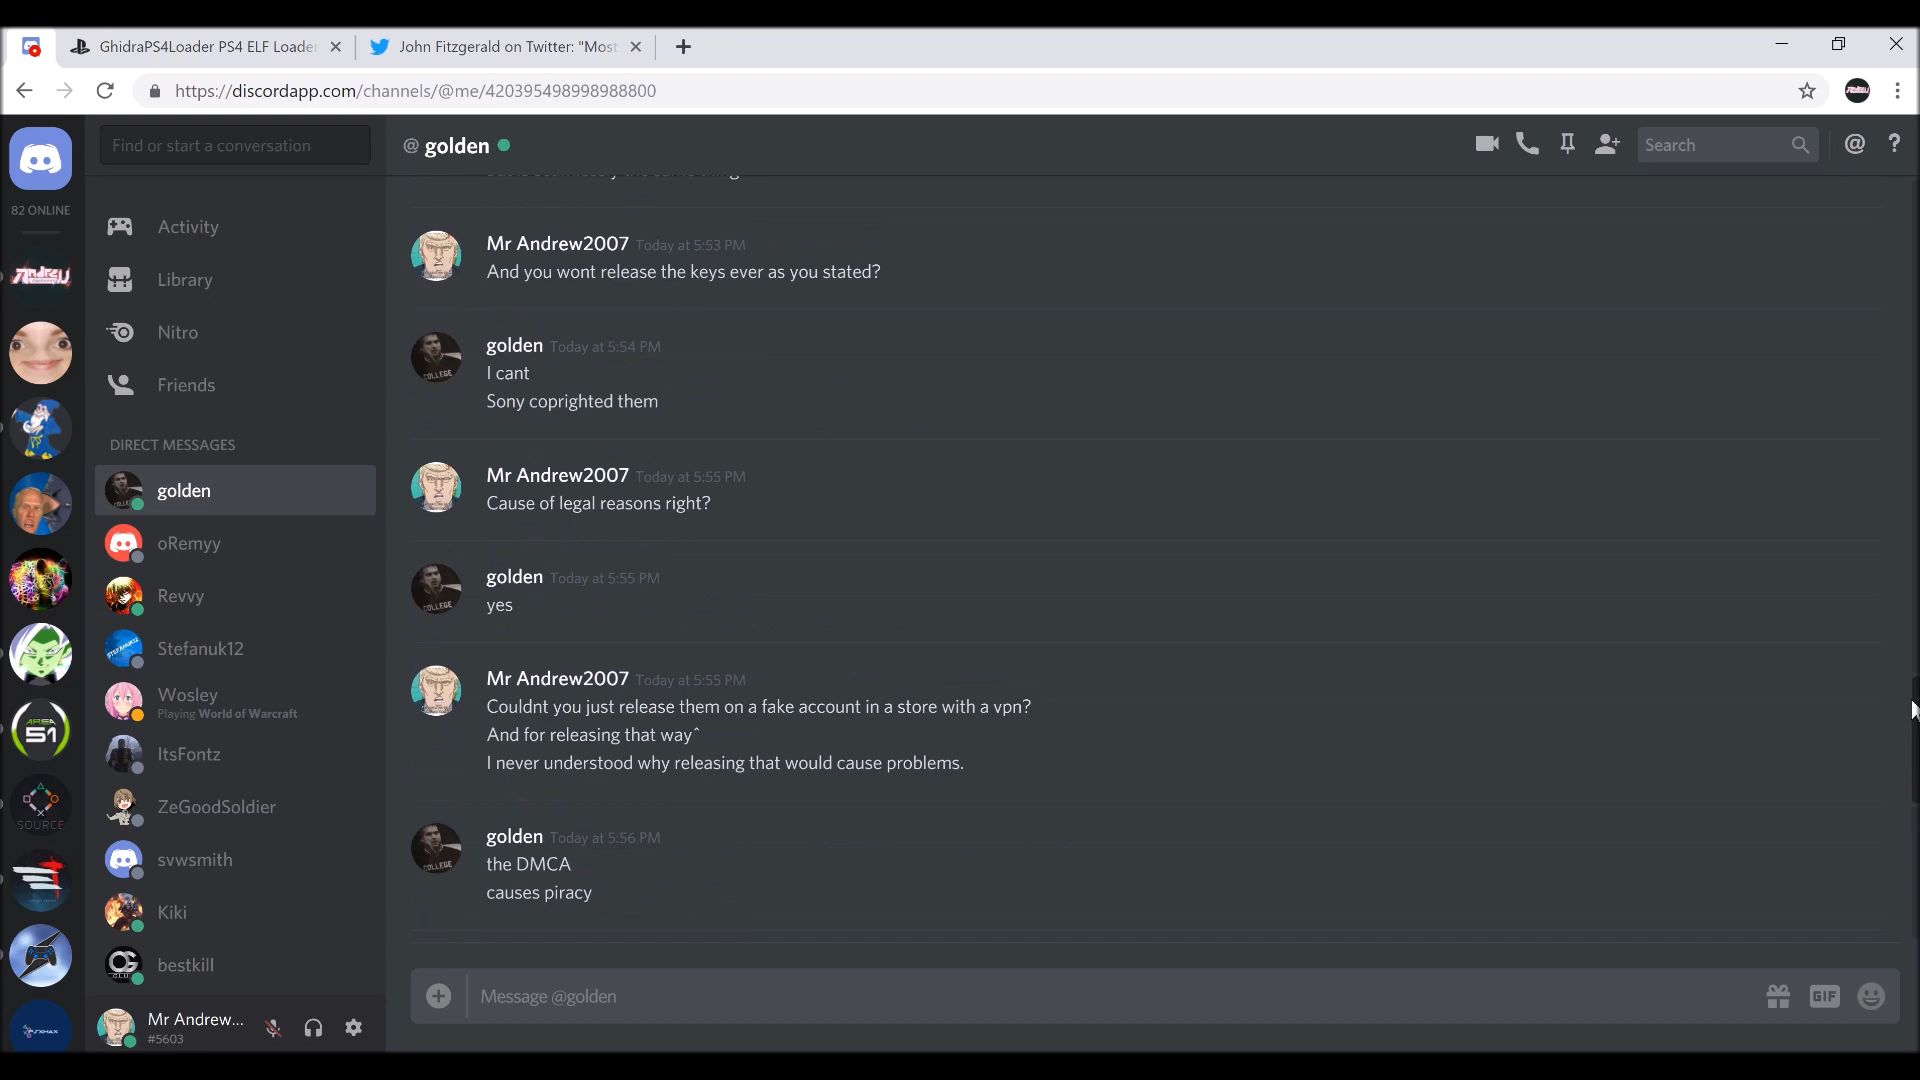 GhidraPS4Loader PS4 ELF Loade
John Fitzgerald on Twitter: "Mos
https://discordapp.com/channels/@me/420395498998988800
Find or start a conversation
@ golden
Search
82 ONLINE
Activity
Library
Nitro
Friends
DIRECT MESSAGES
golden
oRemyy
Revvy
Stefanuk12
Wosley
Playing World of Warcraft
ItsFontz
ZeGoodSoldier
svwsmith
Kiki
bestkill
Mr Andrew...
#5603
AREA
51
SOURCE
Mr Andrew2007 Today at 5:53 PM
And you wont release the keys ever as you stated?
golden Today at 5:54 PM
I cant
Sony coprighted them
Mr Andrew2007 Today at 5:55 PM
Cause of legal reasons right?
golden Today at 5:55 PM
yes
Mr Andrew2007 Today at 5:55 PM
Couldnt you just release them on a fake account in a store with a vpn?
And for releasing that way^
I never understood why releasing that would cause problems.
golden Today at 5:56 PM
the DMCA
causes piracy
COLLEGE
Message @golden
GIF